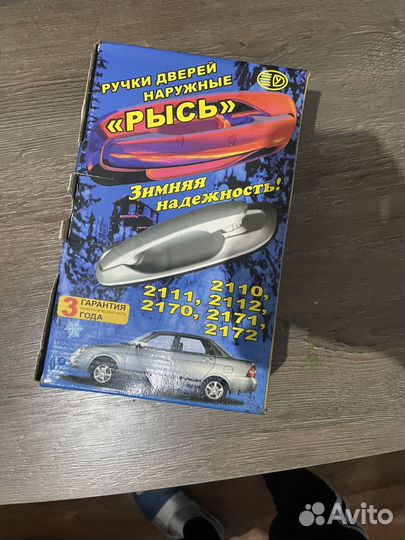 РУЧКИ ДВЕРЕЙ
НАРУЖНЫЕ
«РЫСЬ»
Зимняя
надежность!
2110,
2111, 2112,
2170, 2171,
2172
3 ГАРАНТИЯ
ГОДА
Avito